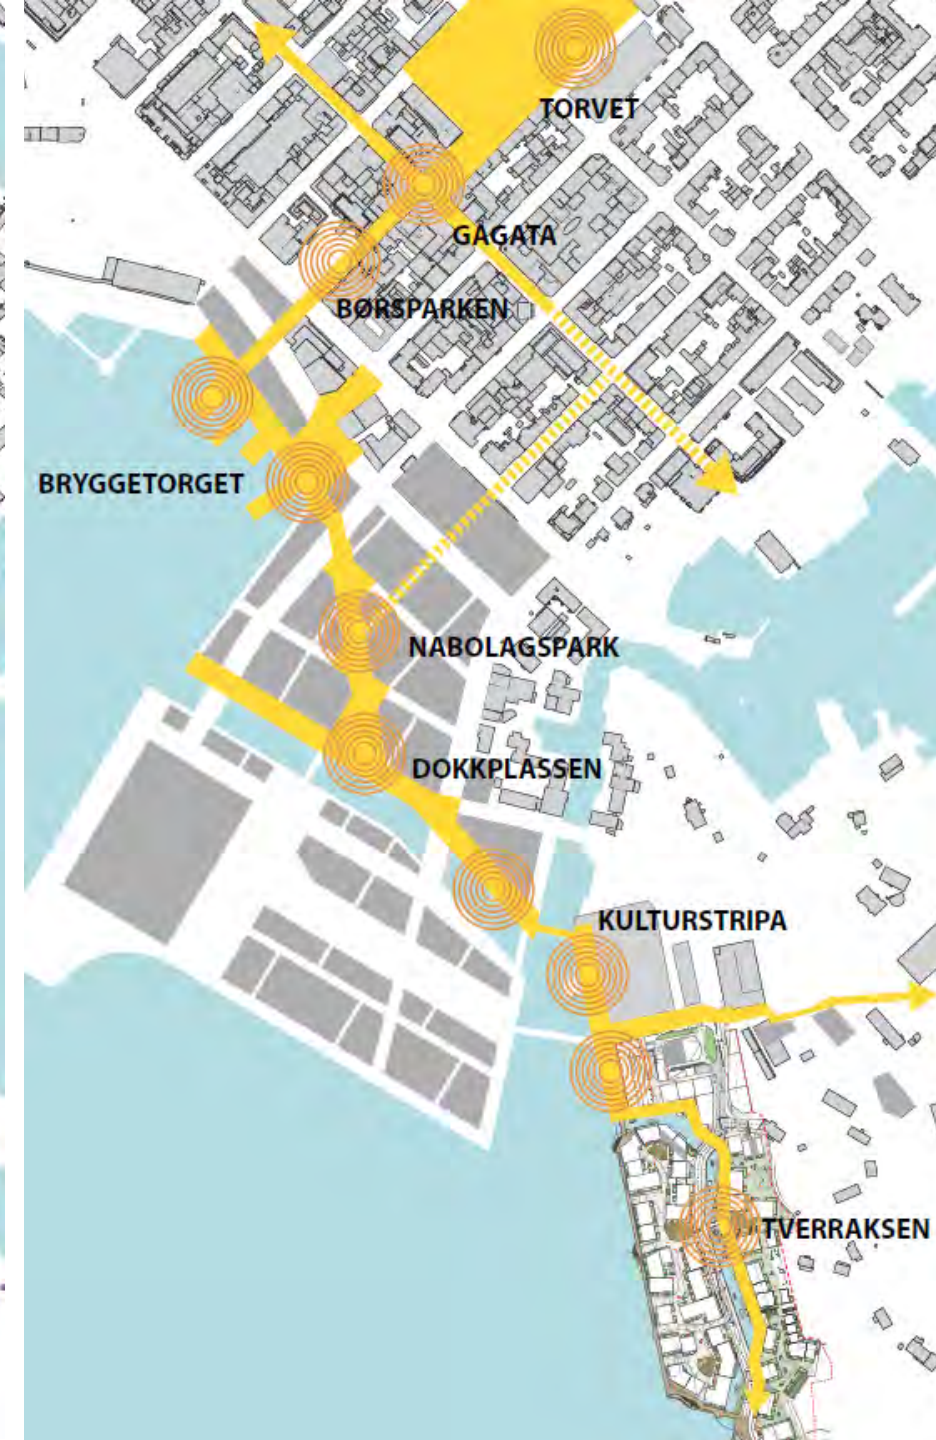 TORVET
GÅGATA
BØRSPARKEN
BRYGGETORGET
NABOLAGSPARK
DOKKPLASSEN
KULTURSTRIPA
TVERRAKSEN